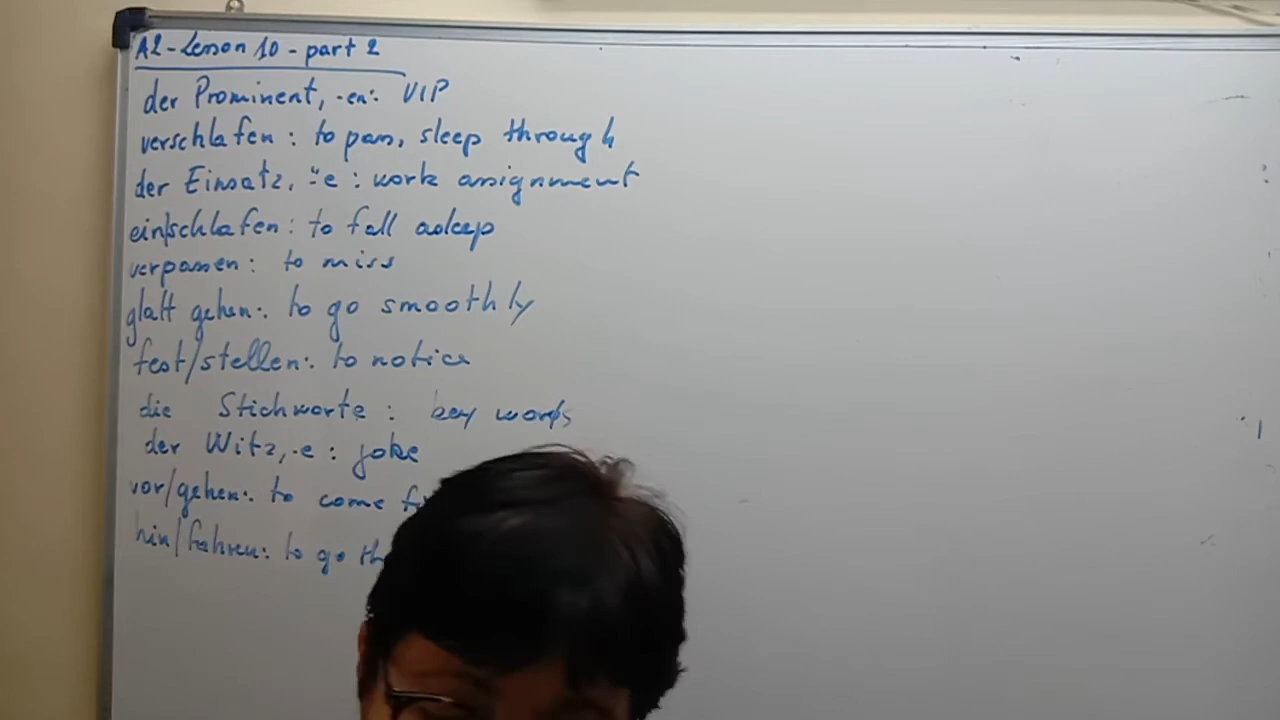 A2-Lesson 10 - part 2
der Prominent, -en: VIP
verschlafen: to pass, sleep through
der Einsatz, ¨-e: work assignment
ein/schlafen: to fall asleep
verpassen: to miss
glatt gehen: to go smoothly
fest/stellen: to notice
die Stichworte: key words
der Witz, -e: joke
vor/gehen: to come
hin/fahren: to go